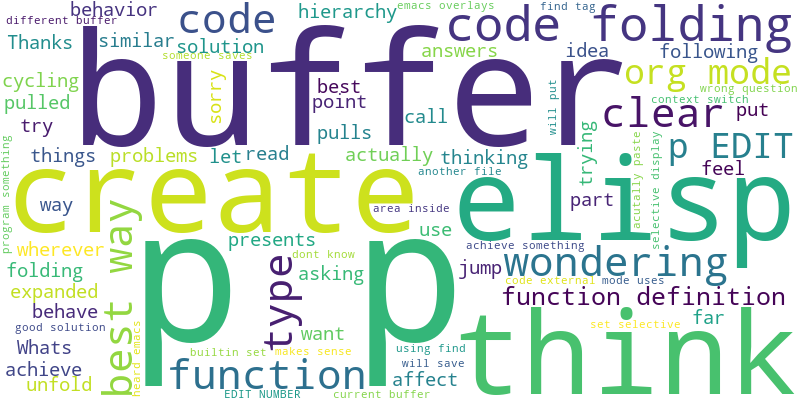 different buffer
behavior
Thanks
similar
code
solution
hierarchy
emacs overlays
find tag
code folding
someone saves
answers
idea
following
buffer
cycling
pulled
sorry
best
point
call
will put
org mode
wrong question
context switch
clear
put
try
pulls
things
problems
let
read
actually
thinking
trying
acutally paste
selective display
p EDIT
feel
program something
another file
create
elisp
way
part
area inside
use
wherever
presents
achieve something
wondering
folding
best way
p p
type
dont know
asking
jump
code external
mode uses
expanded
want
function definition
far
behave
good solution
Whats
heard emacs
set selective
think
achieve
builtin set
makes sense
using find
will save
unfold
function
affect
EDIT NUMBER
current buffer